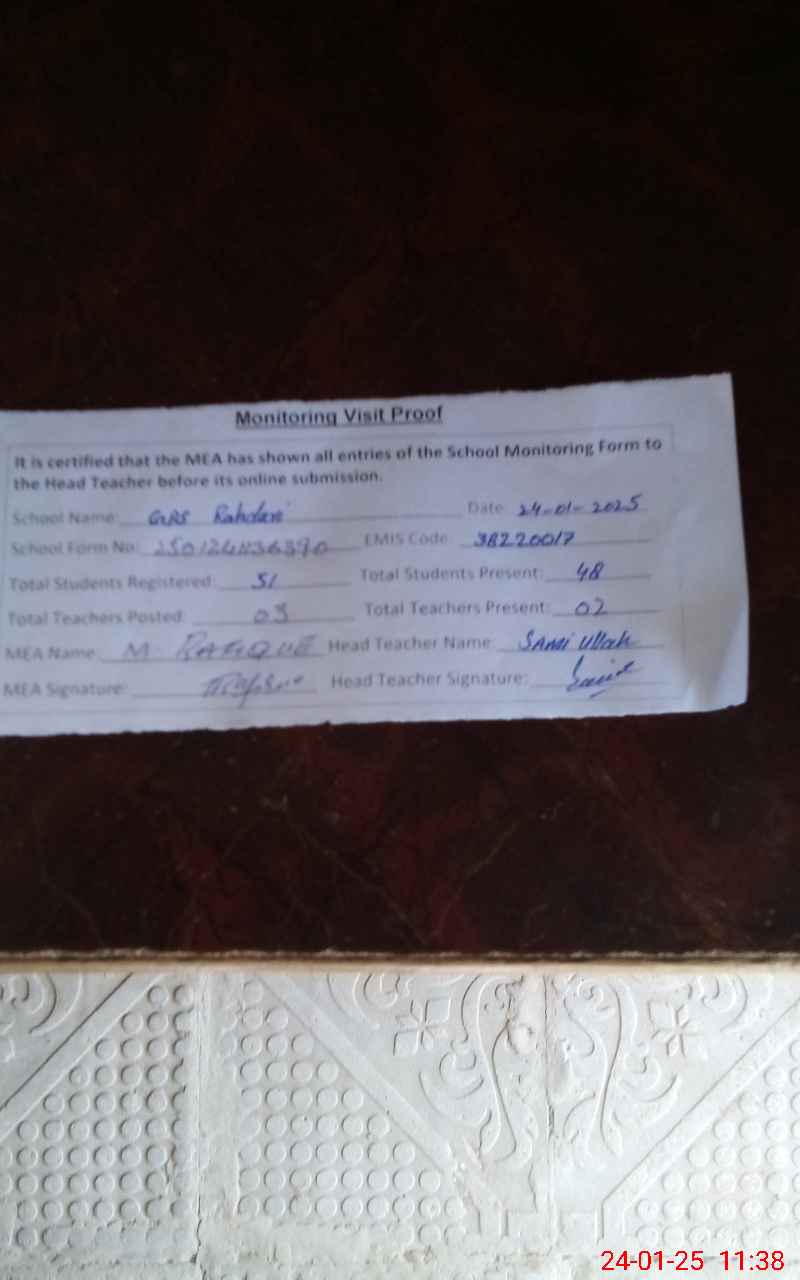 Monitoring Visit Proof
It is certified that the MEA has shown all entries of the School Monitoring Form to
the Head Teacher before its online submission.
School Name: GBPS Rahdari Date: 24-01-2025
School Form No: EMIS Code: 38220017
Total Students Registered: 51 Total Students Present: 48
Total Teachers Posted: 03 Total Teachers Present: 02
MEA Name: M. RAFIQUE Head Teacher Name: SAMI Ullah
MEA Signature: Head Teacher Signature:
24-01-25 11:38